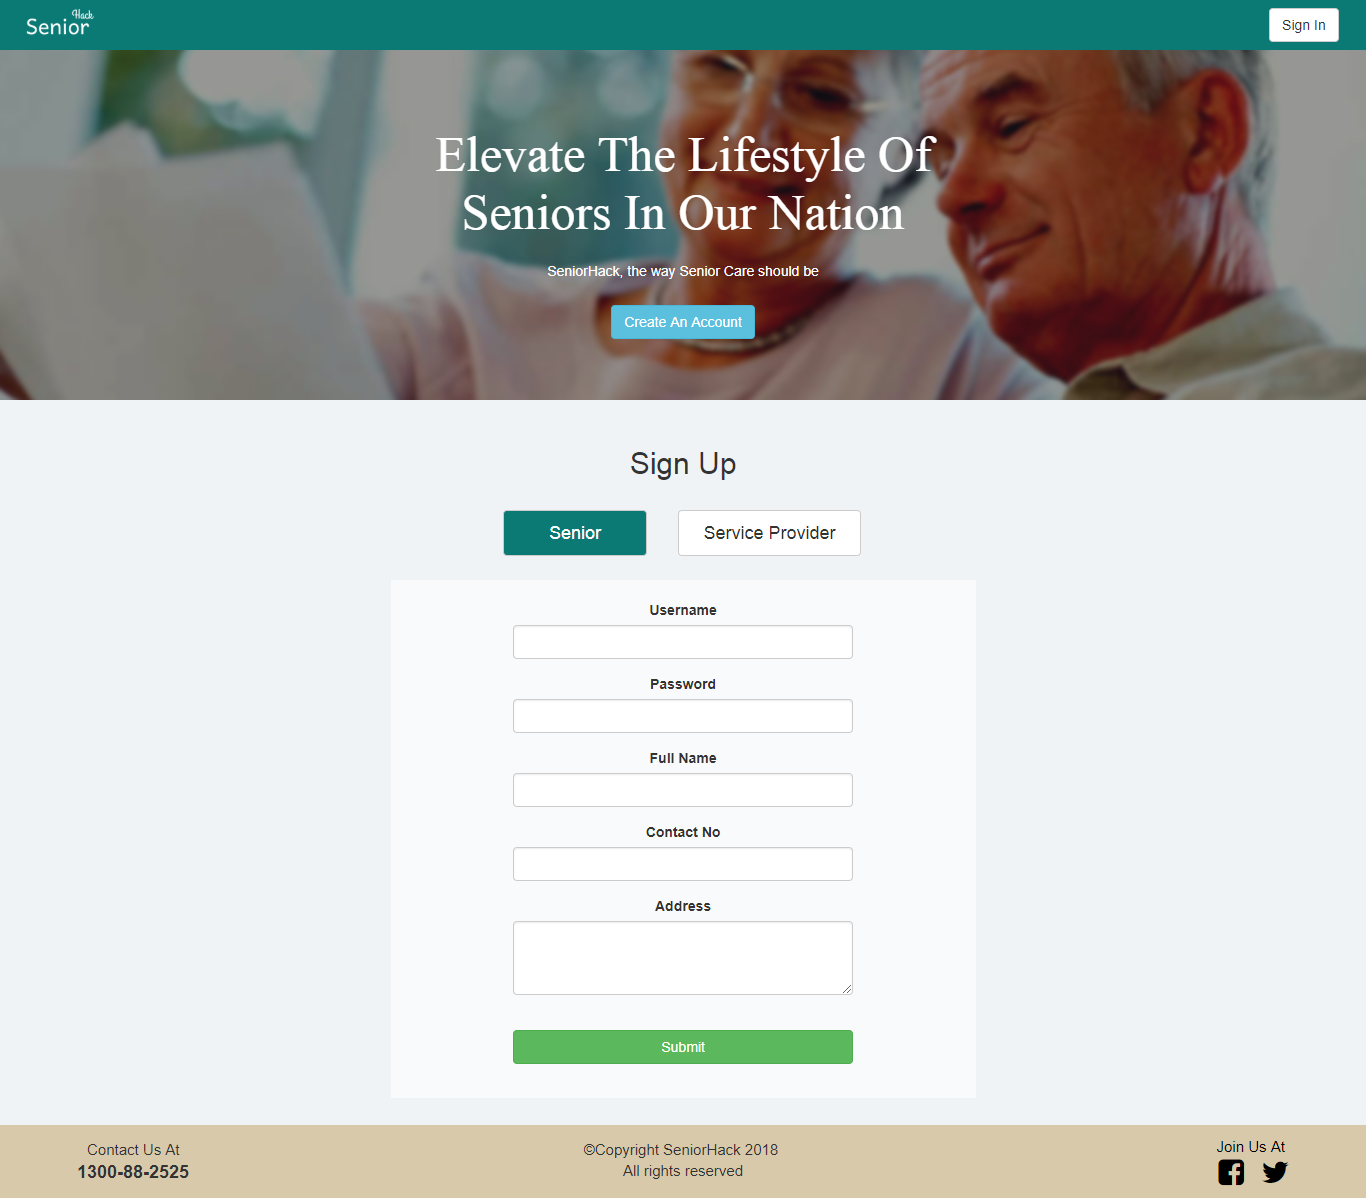 Senior Hack
Sign In
Elevate The Lifestyle Of
Seniors In Our Nation
SeniorHack, the way Senior Care should be
Create An Account
Sign Up
Senior
Service Provider
Username
Password
Full Name
Contact No
Address
Submit
Contact Us At
1300-88-2525
©Copyright SeniorHack 2018
All rights reserved
Join Us At